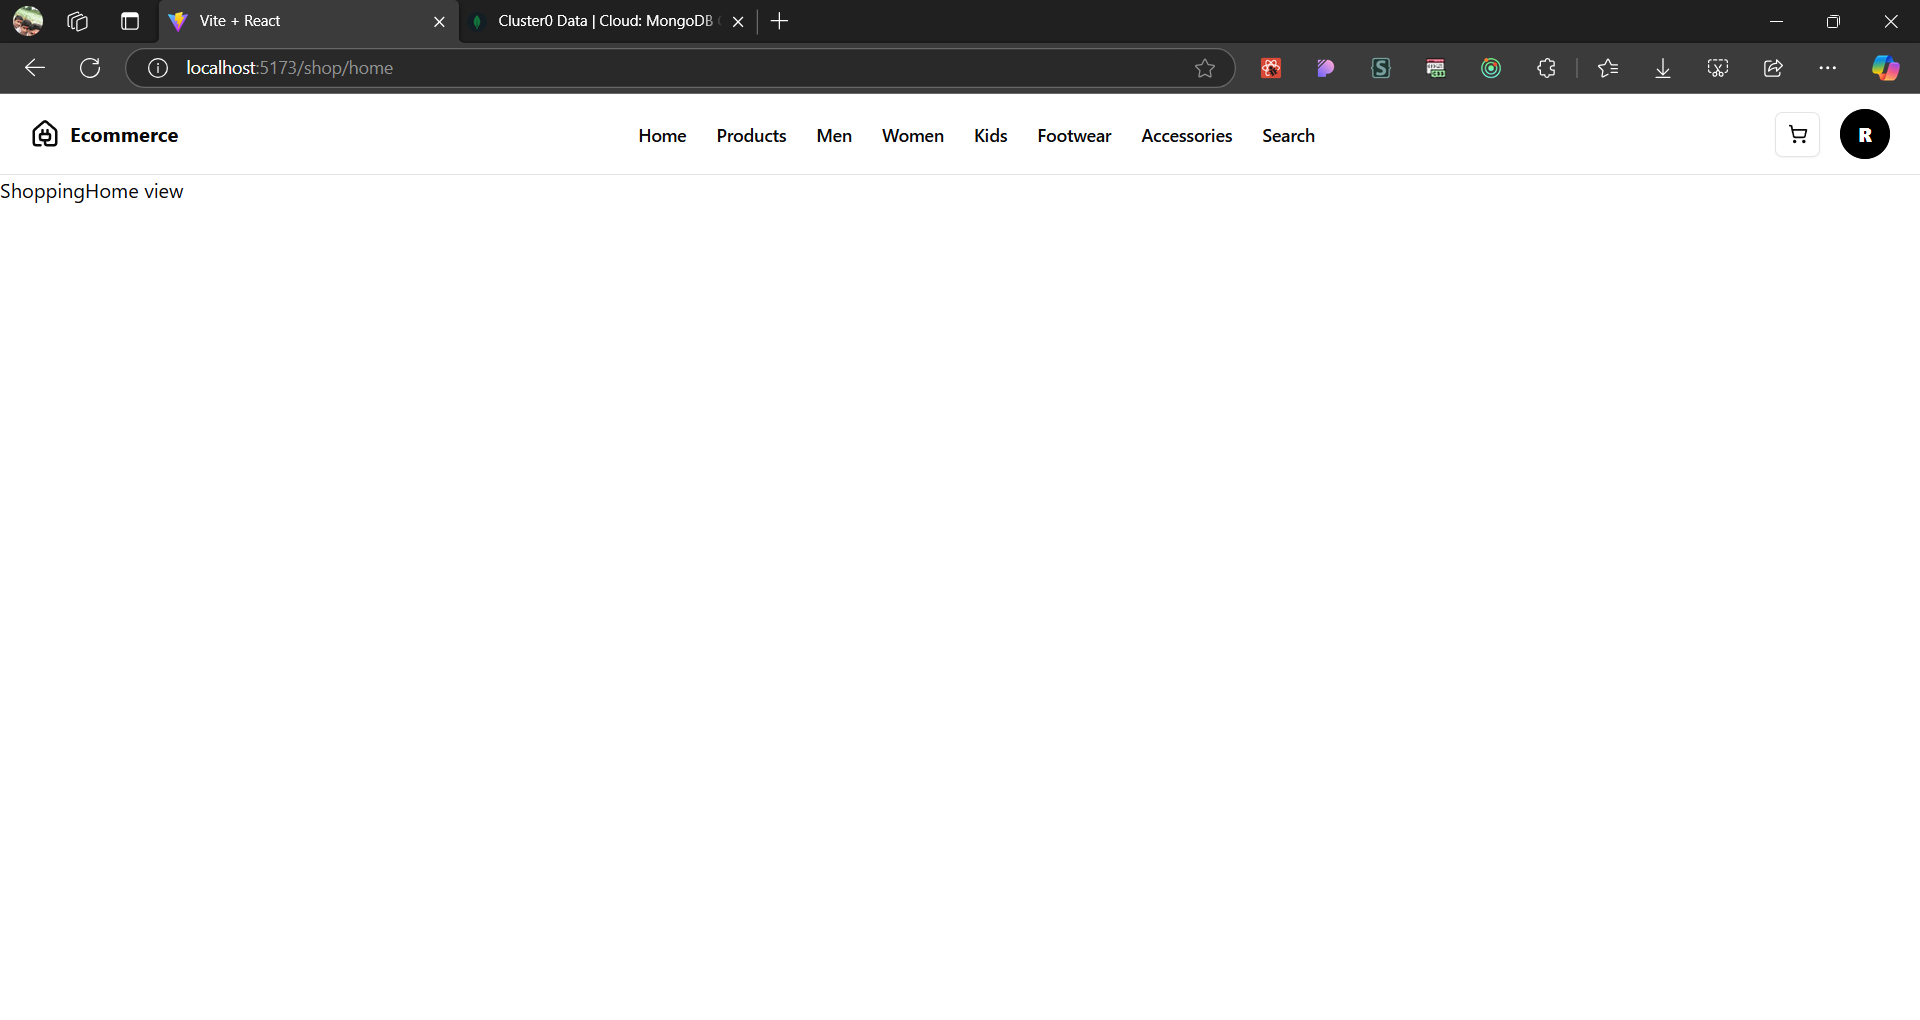 Vite + React
Cluster0 Data | Cloud: MongoDB
localhost:5173/shop/home
Ecommerce
Home Products Men Women Kids Footwear Accessories Search
R
ShoppingHome view